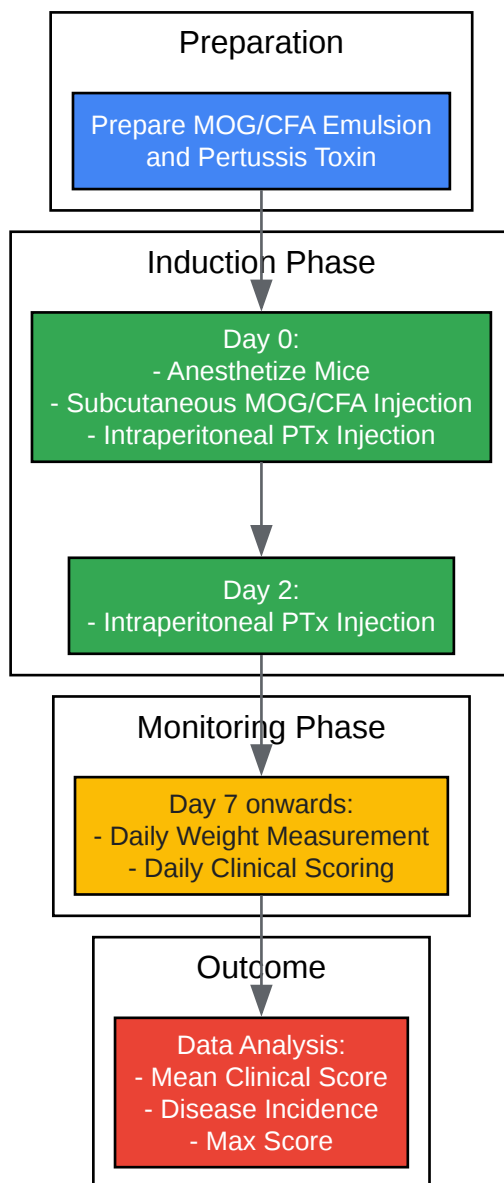 Preparation
Prepare MOG/CFA Emulsion
and Pertussis Toxin
Induction Phase
Day 0:
- Anesthetize Mice
- Subcutaneous MOG/CFA Injection
- Intraperitoneal PTx Injection
Day 2:
- Intraperitoneal PTx Injection
Monitoring Phase
Day 7 onwards:
- Daily Weight Measurement
- Daily Clinical Scoring
Outcome
Data Analysis:
- Mean Clinical Score
- Disease Incidence
- Max Score